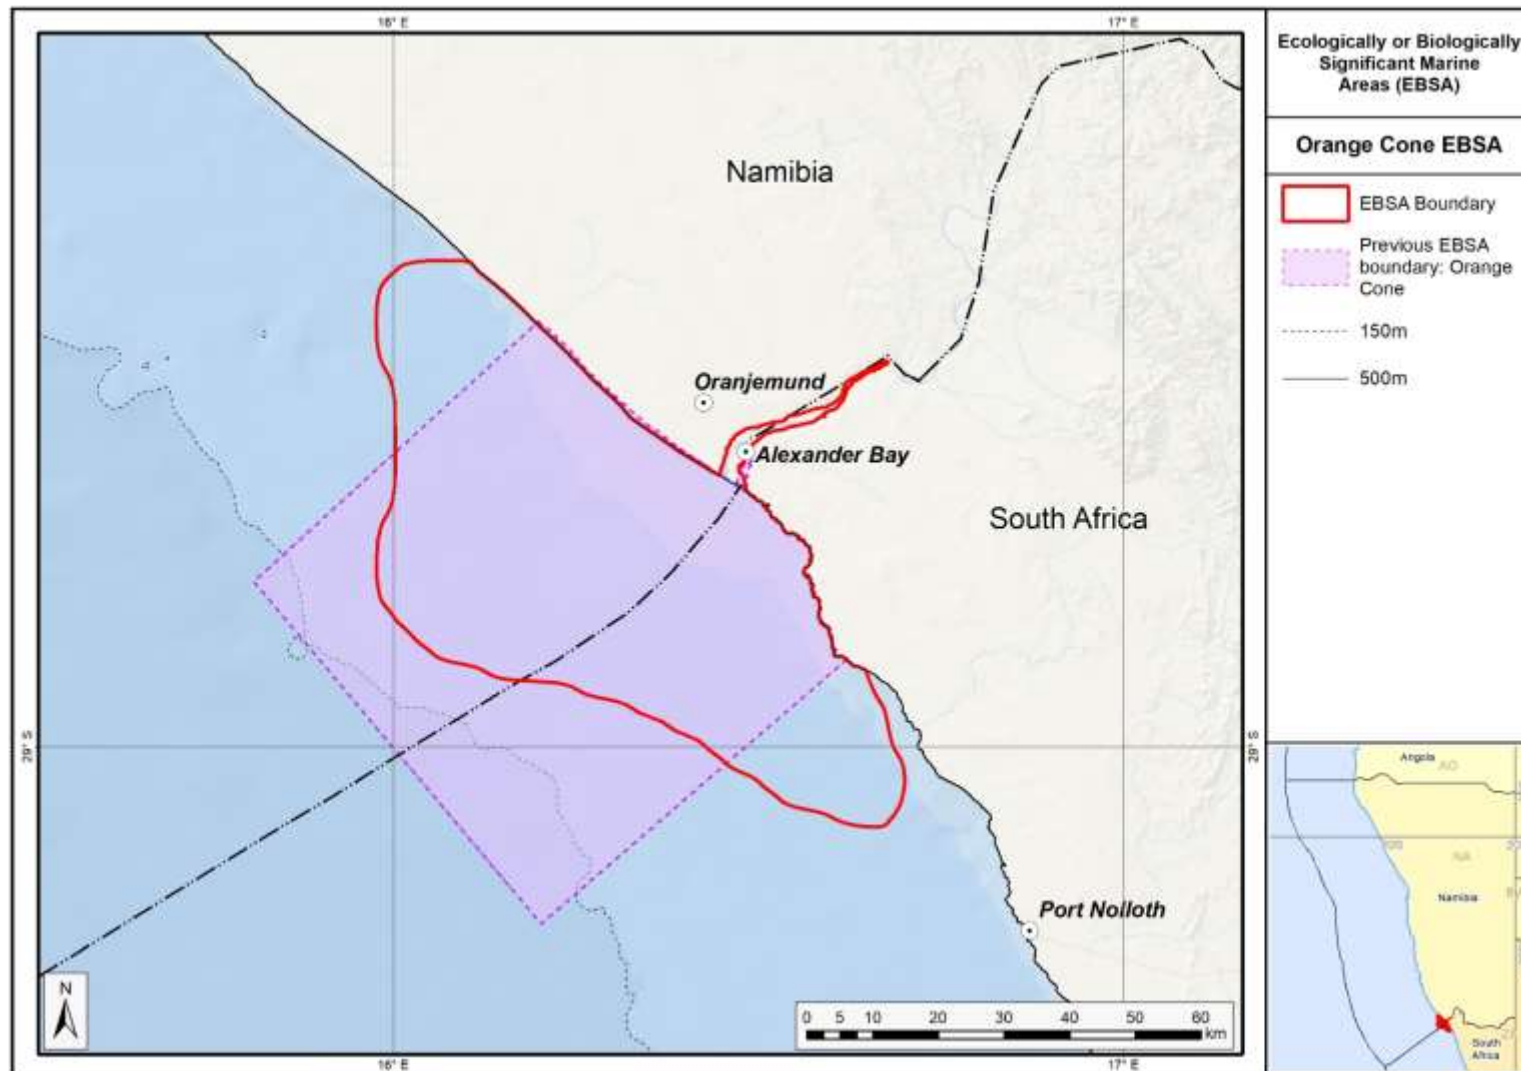 16° E
17° E
Ecologically or Biologically
Significant Marine
Areas (EBSA)
Orange Cone EBSA
EBSA Boundary
Previous EBSA
boundary: Orange
Cone
150m
500m
Namibia
Oranjemund
Alexander Bay
South Africa
29° S
29° S
Port Nolloth
N
0 5 10 20 30 40 50 60
km
16° E
17° E
Angola
AO
NA
Namibia
South
Africa